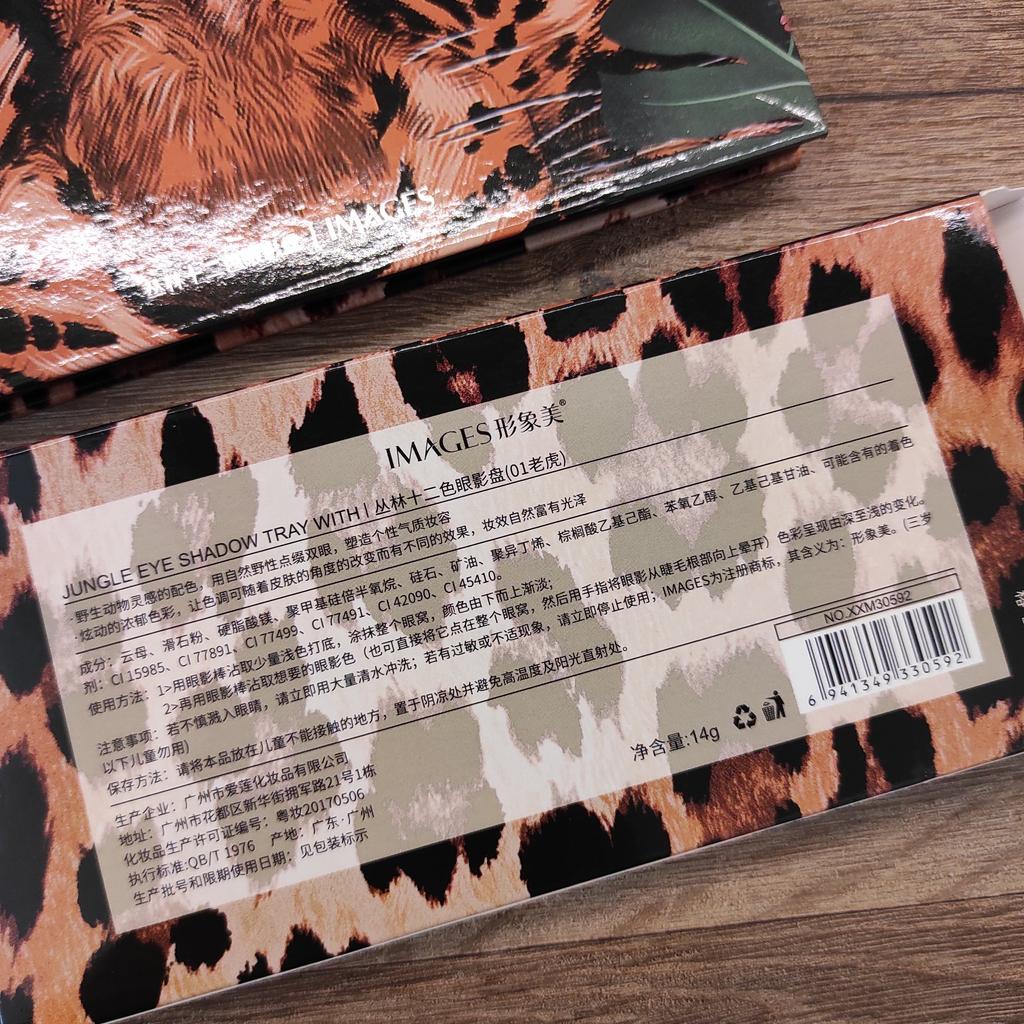 | IMAGES
IMAGES 形象美®
JUNGLE EYE SHADOW TRAY WITH | 丛林十二色眼影盘(01老虎)
·野生动物灵感的配色，用自然野性点缀双眼，塑造个性气质妆容
·炫动的浓郁色彩，让色调可随着皮肤的角度的改变而有不同的效果，妆效自然富有光泽
成分：云母、滑石粉、硬脂酸镁、聚甲基硅倍半氧烷、硅石、矿油、聚异丁烯、棕榈酸乙基己酯、苯氧乙醇、乙基己基甘油、可能含有的着色
剂：CI 15985、CI 77891、CI 77499、CI 77491、CI 42090、CI 45410。
使用方法：1>用眼影棒沾取少量浅色打底，涂抹整个眼窝，颜色由下而上渐淡；
2>再用眼影棒沾取想要的眼影色（也可直接将它点在整个眼窝，然后用手指将眼影从睫毛根部向上晕开）色彩呈现由深至浅的变化。
注意事项：若不慎溅入眼睛，请立即用大量清水冲洗；若有过敏或不适现象，请立即停止使用；IMAGES为注册商标，其含义为：形象美。(三岁
以下儿童勿用)
保存方法：请将本品放在儿童不能接触的地方，置于阴凉处并避免高温度及阳光直射处。
生产企业：广州市爱莲化妆品有限公司
地址：广州市花都区新华街拥军路21号1栋
化妆品生产许可证编号：粤妆20170506
执行标准:QB/T 1976 产地：广东·广州
生产批号和限期使用日期：见包装标示
净含量:14g
NO.XXM30592
6 941349 330592